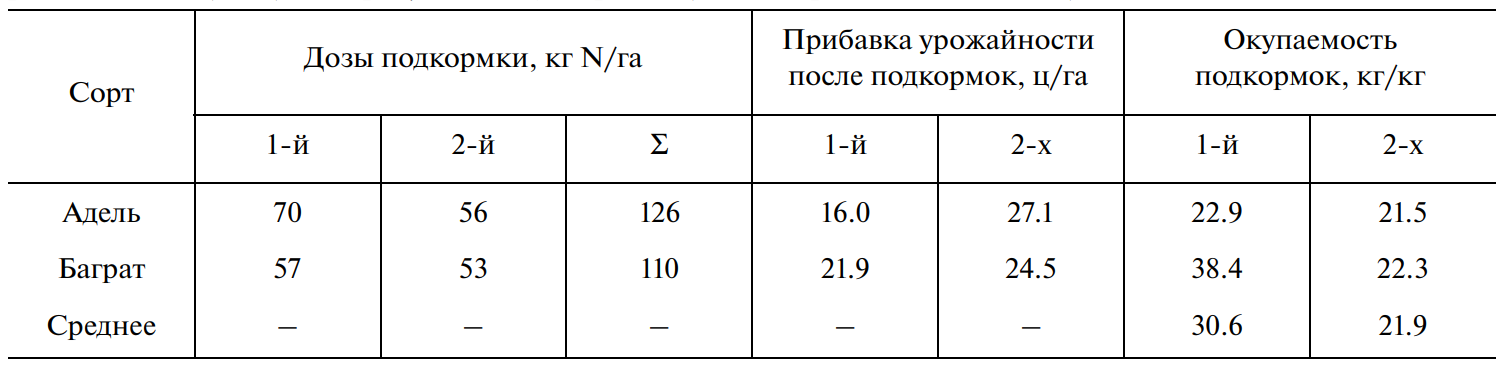 Сорт
Дозы подкормки, кг N/га
Прибавка урожайности
после подкормок, ц/га
Окупаемость
подкормок, кг/кг
1-й 2-й Σ 1-й 2-х 1-й 2-х
Адель 70 56 126 16.0 27.1 22.9 21.5
Баграт 57 53 110 21.9 24.5 38.4 22.3
Среднее – – – – – 30.6 21.9